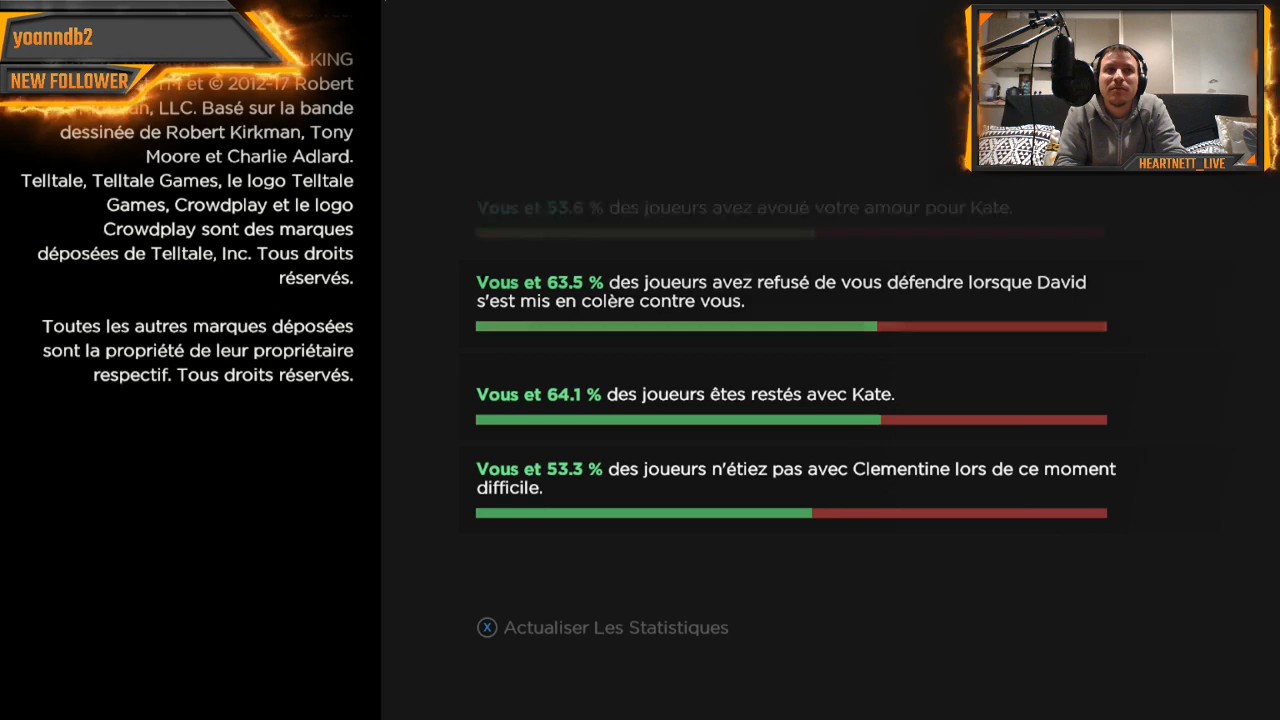 yoanndb2
NEW FOLLOWER
LKING
et © 2012-17 Robert
LLC. Basé sur la bande
dessinée de Robert Kirkman, Tony
Moore et Charlie Adlard.
Telltale, Telltale Games, le logo Telltale
Games, Crowdplay et le logo
Crowdplay sont des marques
déposées de Telltale, Inc. Tous droits
réservés.
Toutes les autres marques déposées
sont la propriété de leur propriétaire
respectif. Tous droits réservés.
HEARTNETT_LIVE
Vous et 53.6 % des joueurs avez avoué votre amour pour Kate.
Vous et 63.5 % des joueurs avez refusé de vous défendre lorsque David
s'est mis en colère contre vous.
Vous et 64.1 % des joueurs êtes restés avec Kate.
Vous et 53.3 % des joueurs n'étiez pas avec Clementine lors de ce moment
difficile.
X Actualiser Les Statistiques